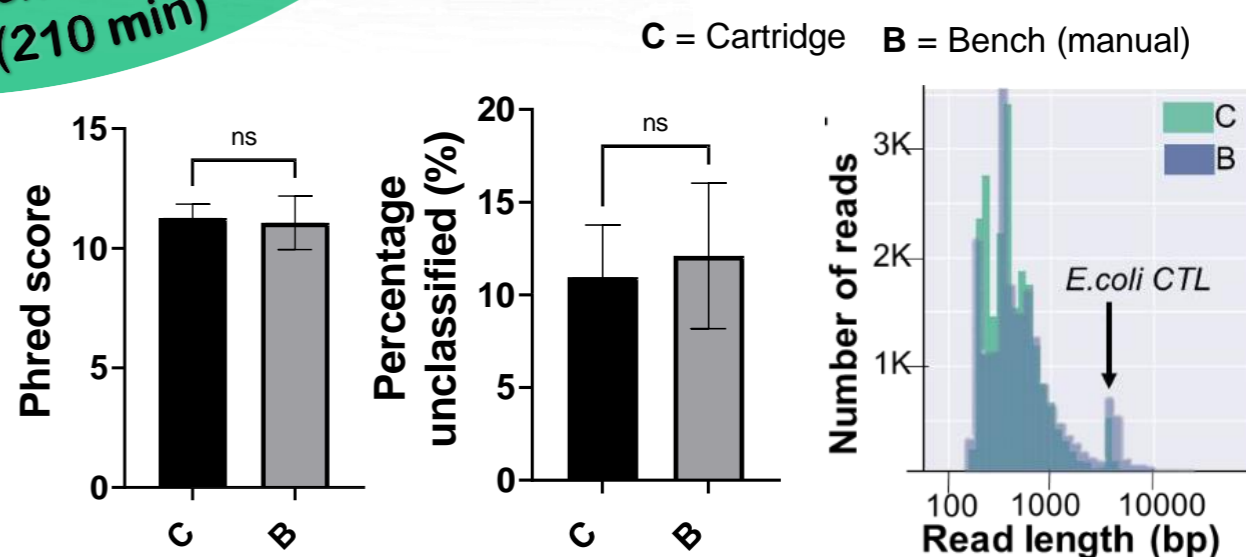 (210 min)
C = Cartridge B = Bench (manual)
15
10
5
0
Phred score
ns
C
B
20
15
10
5
0
Percentage
unclassified (%)
ns
C
B
3K
2K
1K
Number of reads
C
B
E.coli CTL
100 1000 10000
Read length (bp)